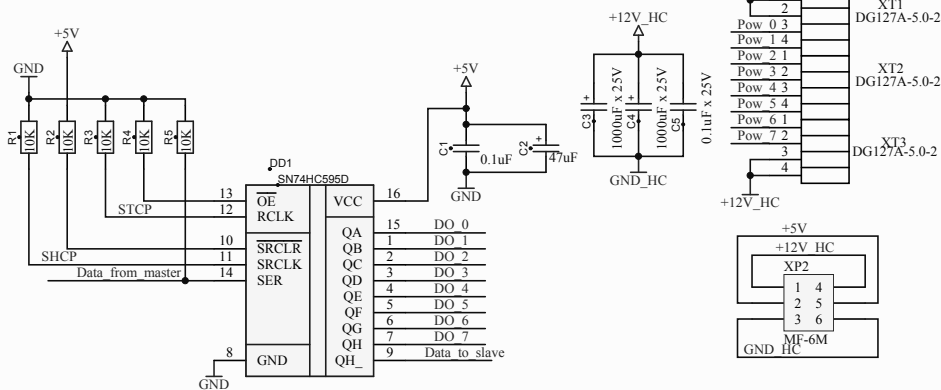 +5V
GND
R1
10K
R2
10K
R3
10K
R4
10K
R5
10K
STCP
SHCP
Data_from_master
DD1
SN74HC595D
13 OE
12 RCLK
10 SRCLR
11 SRCLK
14 SER
8 GND
GND
VCC 16
QA 15 DO_0
QB 1 DO_1
QC 2 DO_2
QD 3 DO_3
QE 4 DO_4
QF 5 DO_5
QG 6 DO_6
QH 7 DO_7
QH_ 9 Data_to_slave
+5V
C1
0.1uF
C2
47uF
GND
+12V_HC
C3
1000uF x 25V
C4
1000uF x 25V
C5
0.1uF x 25V
GND_HC
XT1
2
DG127A-5.0-2
Pow_0 3
Pow_1 4
Pow_2 1
XT2
Pow_3 2
DG127A-5.0-2
Pow_4 3
Pow_5 4
Pow_6 1
Pow_7 2
XT3
3
DG127A-5.0-2
4
+12V_HC
+5V
+12V_HC
XP2
1 4
2 5
3 6
MF-6M
GND_HC